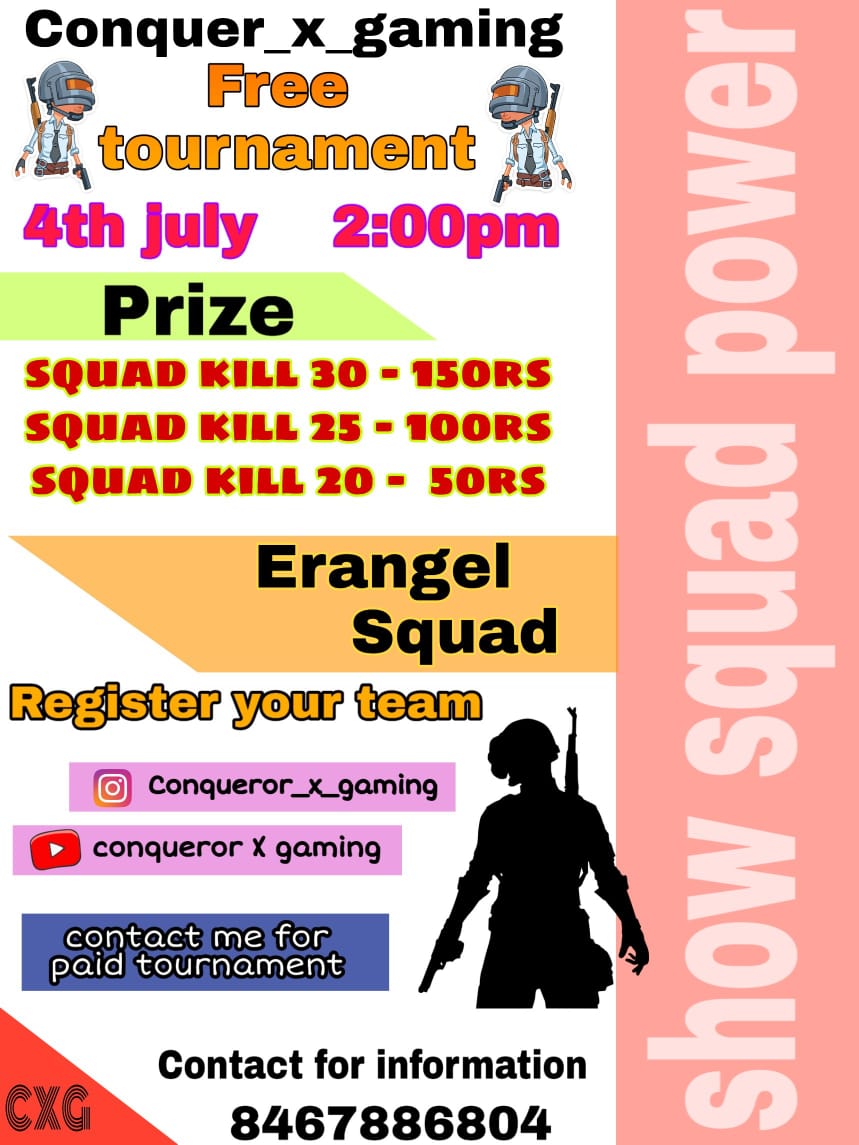 Conquer_x_gaming
Free
tournament
4th july 2:00pm
Prize
SQUAD KILL 30 - 150RS
SQUAD KILL 25 - 100RS
SQUAD KILL 20 - 50RS
Erangel
Squad
Register your team
Conqueror_x_gaming
conqueror X gaming
contact me for
paid tournament
Contact for information
8467886804
CXG
show squad power